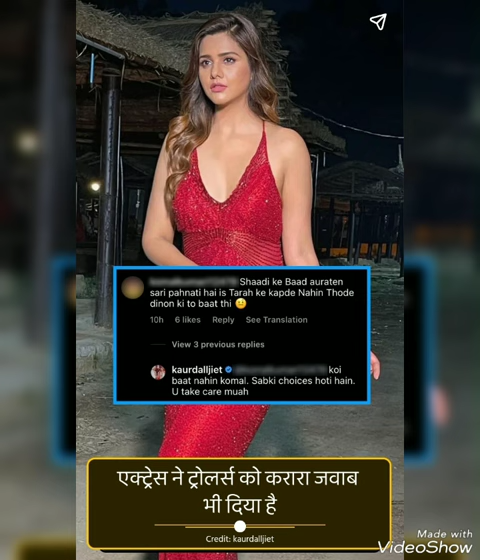 Shaadi ke Baad auraten
sari pahnati hai is Tarah ke kapde Nahin Thode
dinon ki to baat thi
10h 6 likes Reply See Translation
View 3 previous replies
kaurdalljiet koi
baat nahin komal. Sabki choices hoti hain.
U take care muah
एक्ट्रेस ने ट्रोलर्स को करारा जवाब
भी दिया है
Credit: kaurdalljiet
Made with
VideoShow